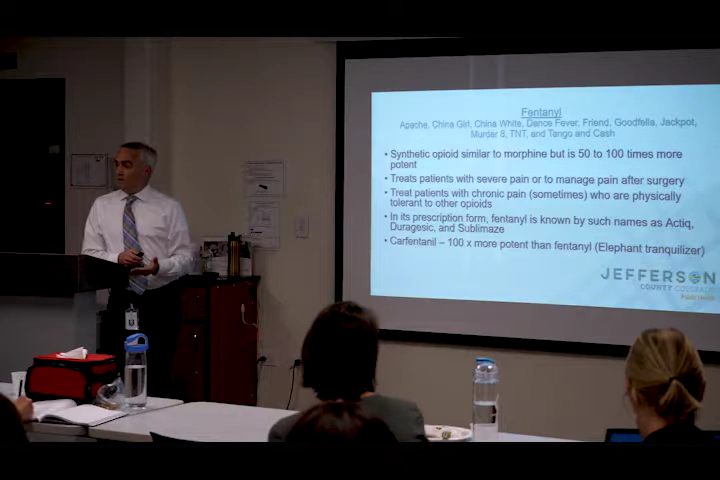 Fentanyl
Apache, China Girl, China White, Dance Fever, Friend, Goodfella, Jackpot,
Murder 8, TNT, and Tango and Cash
• Synthetic opioid similar to morphine but is 50 to 100 times more
potent
• Treats patients with severe pain or to manage pain after surgery
• Treat patients with chronic pain (sometimes) who are physically
tolerant to other opioids
• In its prescription form, fentanyl is known by such names as Actiq,
Duragesic, and Sublimaze
• Carfentanil – 100 x more potent than fentanyl (Elephant tranquilizer)
JEFFERSON
COUNTY COLORADO